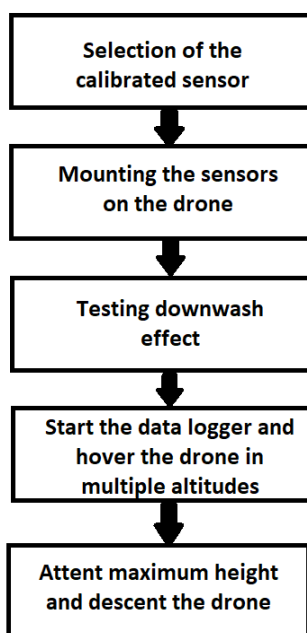 Selection of the
calibrated sensor
Mounting the sensors
on the drone
Testing downwash
effect
Start the data logger and
hover the drone in
multiple altitudes
Attent maximum height
and descent the drone